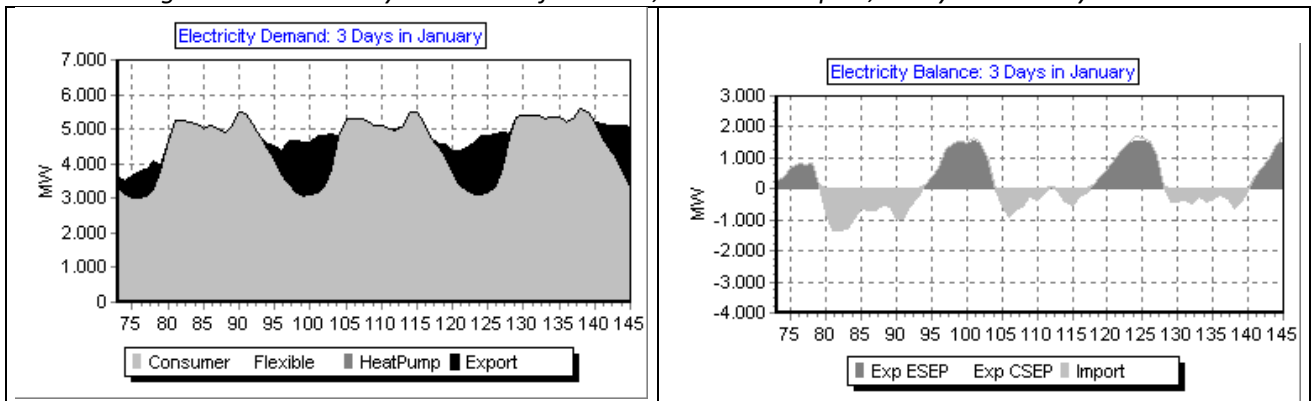 Electricity Demand: 3 Days in January
7.000
6.000
5.000
4.000
3.000
2.000
1.000
0
MW
75 80 85 90 95 100 105 110 115 120 125 130 135 140 145
Consumer Flexible HeatPump Export
Electricity Balance: 3 Days in January
3.000
2.000
1.000
0
-1.000
-2.000
-3.000
-4.000
MW
75 80 85 90 95 100 105 110 115 120 125 130 135 140 145
Exp ESEP Exp CSEP Import